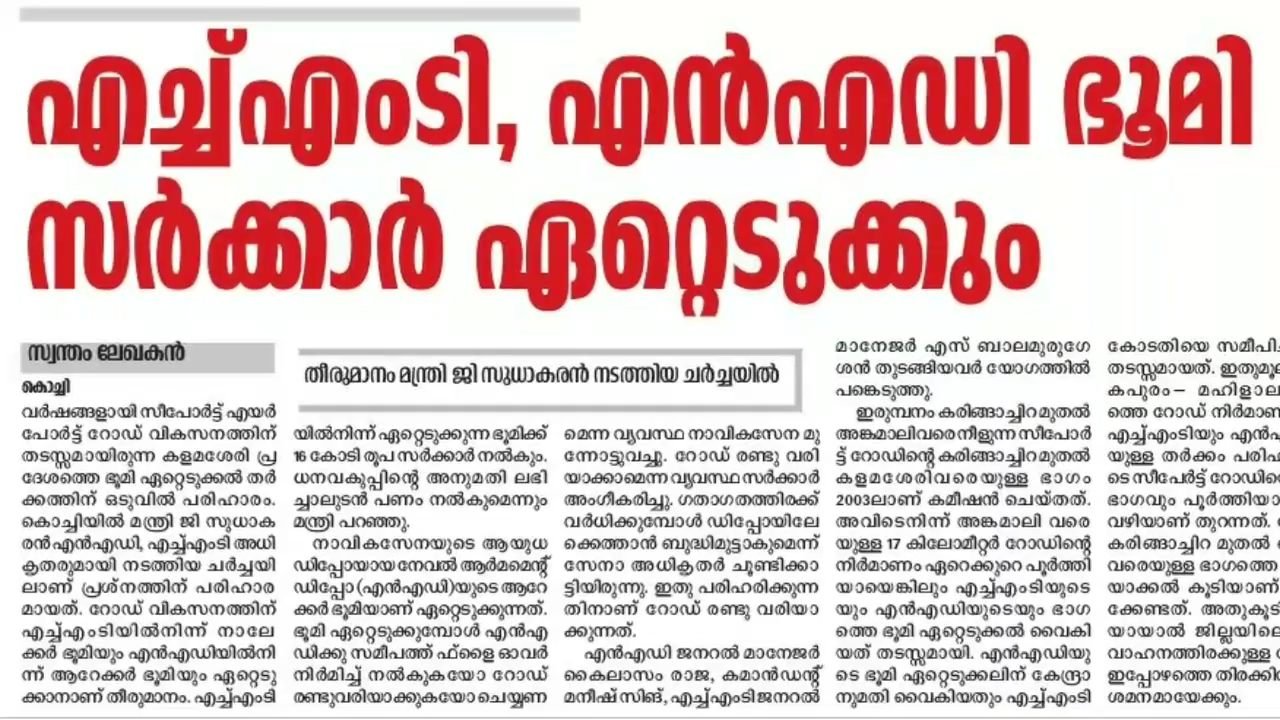 എച്ച്എംടി, എൻഎഡി ഭൂമി
സർക്കാർ ഏറ്റെടുക്കും
സ്വന്തം ലേഖകൻ
കൊച്ചി
വർഷങ്ങളായി സീപോർട്ട് എയർ
പോർട്ട് റോഡ് വികസനത്തിന്
തടസ്സമായിരുന്ന കളമശേരി പ്ര
ദേശത്തെ ഭൂമി ഏറ്റെടുക്കൽ തർ
ക്കത്തിന് ഒടുവിൽ പരിഹാരം.
കൊച്ചിയിൽ മന്ത്രി ജി സുധാക
രൻഎൻഎഡി, എച്ച്എംടി അധി
കൃതരുമായി നടത്തിയ ചർച്ചയി
ലാണ് പ്രശ്നത്തിന് പരിഹാര
മായത്. റോഡ് വികസനത്തിന്
എച്ച്എംടിയിൽനിന്ന് നാലേ
ക്കർ ഭൂമിയും എൻഎഡിയിൽനി
ന്ന് ആറേക്കർ ഭൂമിയും ഏറ്റെടു
ക്കാനാണ് തീരുമാനം. എച്ച്എംടി
തീരുമാനം മന്ത്രി ജി സുധാകരൻ നടത്തിയ ചർച്ചയിൽ
യിൽനിന്ന് ഏറ്റെടുക്കുന്ന ഭൂമിക്ക്
16 കോടി രൂപ സർക്കാർ നൽകും.
ധനവകുപ്പിന്റെ അനുമതി ലഭി
ച്ചാലുടൻ പണം നൽകുമെന്നും
മന്ത്രി പറഞ്ഞു.
നാവികസേനയുടെ ആയുധ
ഡിപ്പോയായ നേവൽ ആർമമെന്റ്
ഡിപ്പോ (എൻഎഡി)യുടെ ആറേ
ക്കർ ഭൂമിയാണ് ഏറ്റെടുക്കുന്നത്.
ഭൂമി ഏറ്റെടുക്കുമ്പോൾ എൻഎ
ഡിക്കു സമീപത്ത് ഫ്ളൈ ഓവർ
നിർമിച്ച് നൽകുകയോ റോഡ്
രണ്ടുവരിയാക്കുകയോ ചെയ്യണ
മെന്ന വ്യവസ്ഥ നാവികസേന മു
ന്നോട്ടുവച്ചു. റോഡ് രണ്ടു വരി
യാക്കാമെന്ന വ്യവസ്ഥ സർക്കാർ
അംഗീകരിച്ചു. ഗതാഗതത്തിരക്ക്
വർധിക്കുമ്പോൾ ഡിപ്പോയിലേ
ക്കെത്താൻ ബുദ്ധിമുട്ടാകുമെന്ന്
സേനാ അധികൃതർ ചൂണ്ടിക്കാ
ട്ടിയിരുന്നു. ഇതു പരിഹരിക്കുന്ന
തിനാണ് റോഡ് രണ്ടു വരിയാ
ക്കുന്നത്.
എൻഎഡി ജനറൽ മാനേജർ
കൈലാസം രാജ, കമാൻഡന്റ്
മനീഷ് സിങ്, എച്ച്എംടി ജനറൽ
മാനേജർ എസ് ബാലമുരുഗേ
ശൻ തുടങ്ങിയവർ യോഗത്തിൽ
പങ്കെടുത്തു.
ഇരുമ്പനം കരിങ്ങാച്ചിറ മുതൽ
അങ്കമാലിവരെ നീളുന്ന സീപോർ
ട്ട് റോഡിന്റെ കരിങ്ങാച്ചിറ മുതൽ
കളമശേരിവരെയുള്ള ഭാഗം
2003ലാണ് കമീഷൻ ചെയ്തത്.
അവിടെനിന്ന് അങ്കമാലി വരെ
യുള്ള 17 കിലോമീറ്റർ റോഡിന്റെ
നിർമാണം ഏറെക്കുറെ പൂർത്തി
യായെങ്കിലും എച്ച്എംടിയുടെ
യും എൻഎഡിയുടെയും ഭാഗ
ത്തെ ഭൂമി ഏറ്റെടുക്കൽ വൈകി
യത് തടസ്സമായി. എൻഎഡിയു
ടെ ഭൂമി ഏറ്റെടുക്കലിന് കേന്ദ്രാ
നുമതി വൈകിയതും എച്ച്എംടി
കോടതിയെ സമീപി
തടസ്സമായത്. ഇതുമൂ
കപുരം– മഹിളാല
ത്തെ റോഡ് നിർമാ
എച്ച്എംടിയും എൻ
യുള്ള തർക്കം പരി
ടെ സീപേർട്ട് റോഡി
ഭാഗവും പൂർത്തിയാ
വഴിയാണ് തുറന്നത്.
കരിങ്ങാച്ചിറ മുതൽ
വരെയുള്ള ഭാഗത്തെ
യാക്കൽ കൂടിയാണ്
ക്കേണ്ടത്. അതുകൂടി
യായാൽ ജില്ലയിലെ
വാഹനത്തിരക്കുള്ള
ഇപ്പോഴത്തെ തിരക്കി
ശമനമായേക്കും.